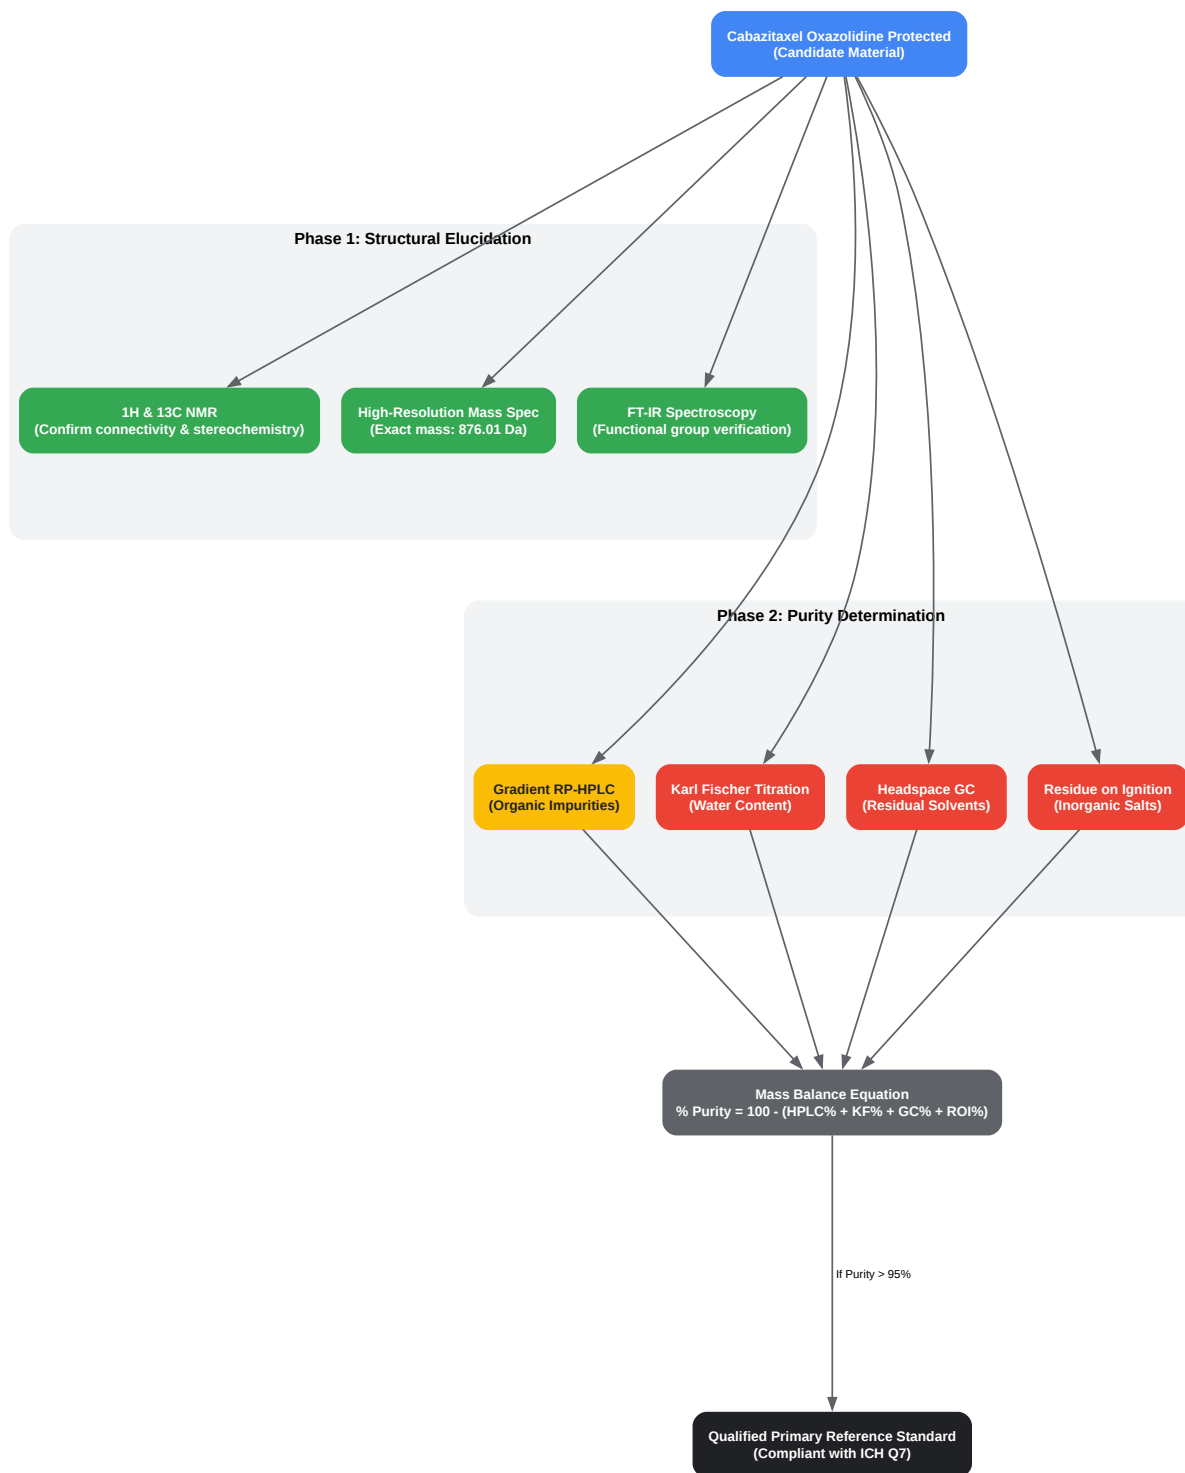 Cabazitaxel Oxazolidine Protected
(Candidate Material)
Phase 1: Structural Elucidation
1H & 13C NMR
(Confirm connectivity & stereochemistry)
High-Resolution Mass Spec
(Exact mass: 876.01 Da)
FT-IR Spectroscopy
(Functional group verification)
Phase 2: Purity Determination
Gradient RP-HPLC
(Organic Impurities)
Karl Fischer Titration
(Water Content)
Headspace GC
(Residual Solvents)
Residue on Ignition
(Inorganic Salts)
Mass Balance Equation
% Purity = 100 - (HPLC% + KF% + GC% + ROI%)
If Purity > 95%
Qualified Primary Reference Standard
(Compliant with ICH Q7)